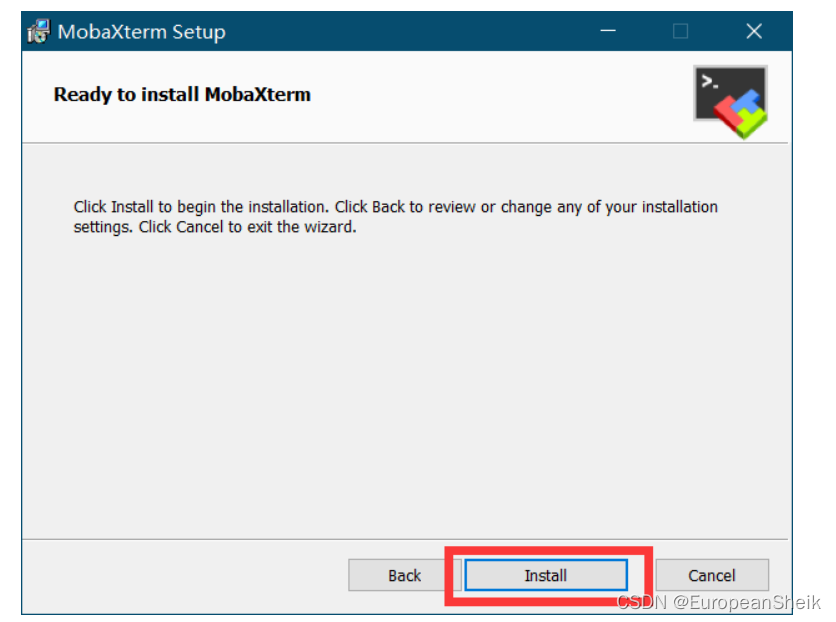 MobaXterm Setup
Ready to install MobaXterm
>.
Click Install to begin the installation. Click Back to review or change any of your installation
settings. Click Cancel to exit the wizard.
Back
Install
Cancel
CSDN @EuropeanSheik